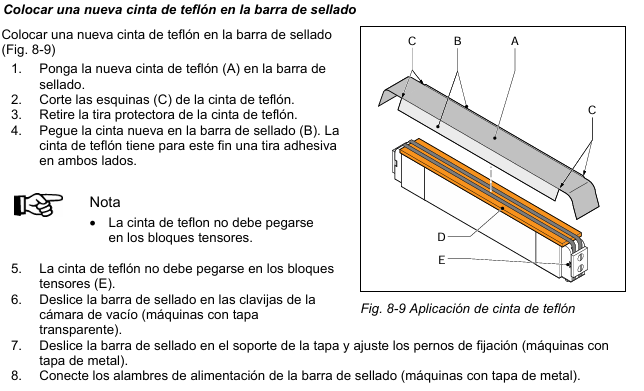 Colocar una nueva cinta de teflón en la barra de sellado
Colocar una nueva cinta de teflón en la barra de sellado
(Fig. 8-9)
1. Ponga la nueva cinta de teflón (A) en la barra de
sellado.
2. Corte las esquinas (C) de la cinta de teflón.
3. Retire la tira protectora de la cinta de teflón.
4. Pegue la cinta nueva en la barra de sellado (B). La
cinta de teflón tiene para este fin una tira adhesiva
en ambos lados.
Nota
• La cinta de teflon no debe pegarse
en los bloques tensores.
5. La cinta de teflón no debe pegarse en los bloques
tensores (E).
6. Deslice la barra de sellado en las clavijas de la
cámara de vacío (máquinas con tapa
transparente).
C B A
C
D
E
Fig. 8-9 Aplicación de cinta de teflón
7. Deslice la barra de sellado en el soporte de la tapa y ajuste los pernos de fijación (máquinas con
tapa de metal).
8. Conecte los alambres de alimentación de la barra de sellado (máquinas con tapa de metal).